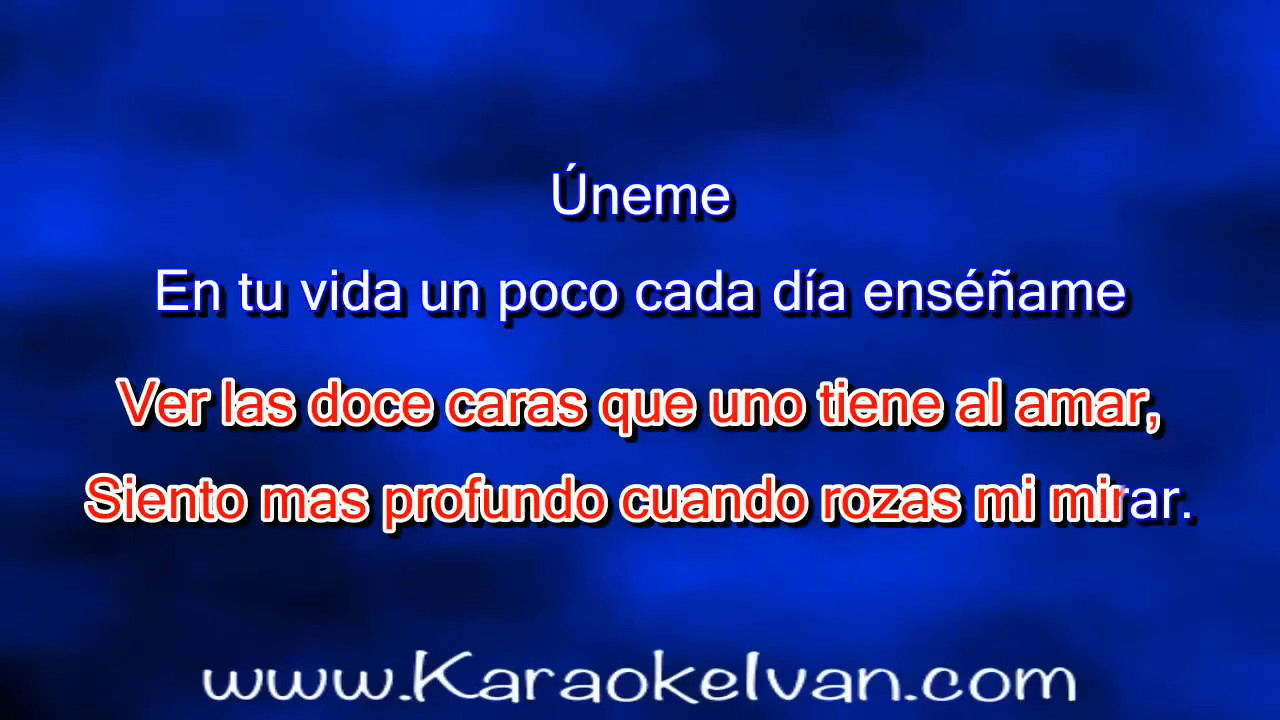 Úneme
En tu vida un poco cada día enséñame
Ver las doce caras que uno tiene al amar,
Siento mas profundo cuando rozas mi mirar.
www.KaraokeIvan.com